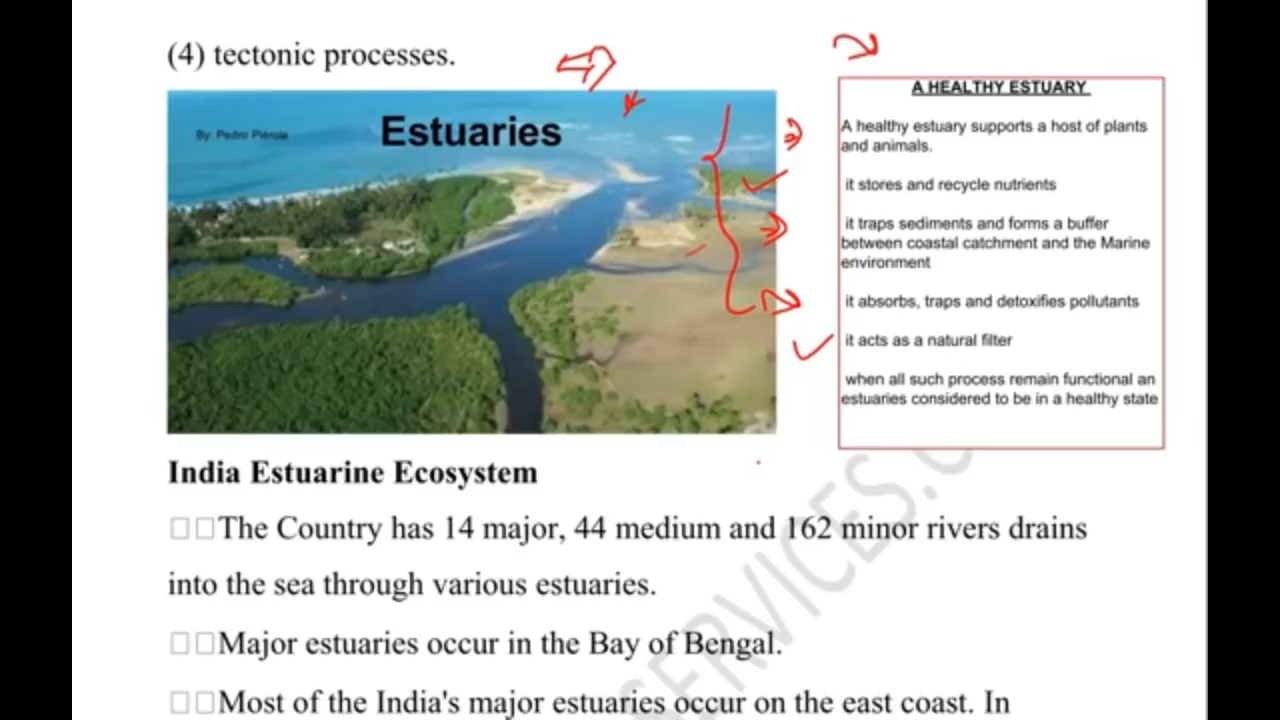 (4) tectonic processes.
By: Pedro Piérola
Estuaries
A HEALTHY ESTUARY
A healthy estuary supports a host of plants
and animals.
it stores and recycle nutrients
it traps sediments and forms a buffer
between coastal catchment and the Marine
environment
it absorbs, traps and detoxifies pollutants
it acts as a natural filter
when all such process remain functional an
estuaries considered to be in a healthy state
India Estuarine Ecosystem
The Country has 14 major, 44 medium and 162 minor rivers drains
into the sea through various estuaries.
Major estuaries occur in the Bay of Bengal.
Most of the India's major estuaries occur on the east coast. In
SERVICES.C